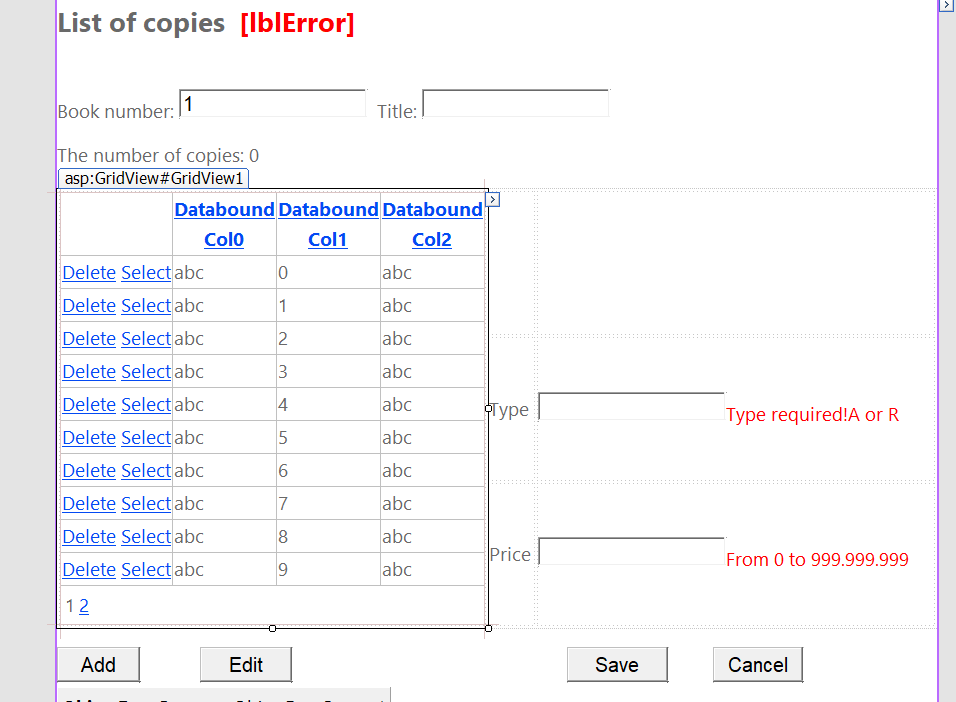 List of copies [lblError]
Book number: 1 Title:
The number of copies: 0
asp:GridView#GridView1
Databound Col0 Databound Col1 Databound Col2
Delete Select abc 0 abc
Delete Select abc 1 abc
Delete Select abc 2 abc
Delete Select abc 3 abc
Delete Select abc 4 abc
Type Type required!A or R
Delete Select abc 5 abc
Delete Select abc 6 abc
Delete Select abc 7 abc
Delete Select abc 8 abc
Price From 0 to 999.999.999
Delete Select abc 9 abc
1 2
Add Edit Save Cancel